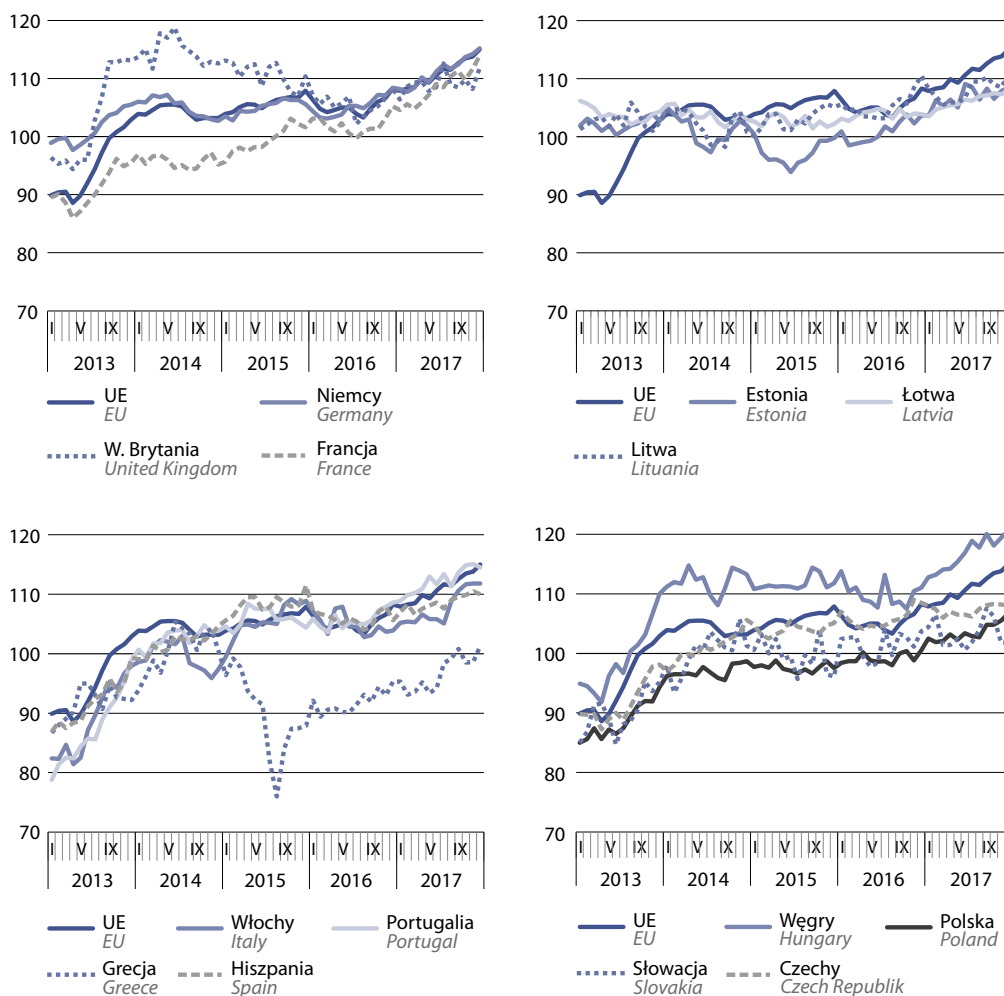 120
110
100
90
80
70
I V IX I V IX I V IX I V IX I V IX
2013 2014 2015 2016 2017
UE Niemcy
EU Germany
W. Brytania Francja
United Kingdom France
120
110
100
90
80
70
I V IX I V IX I V IX I V IX I V IX
2013 2014 2015 2016 2017
UE Estonia Łotwa
EU Estonia Latvia
Litwa
Lituania
120
110
100
90
80
70
I V IX I V IX I V IX I V IX I V IX
2013 2014 2015 2016 2017
UE Włochy Portugalia
EU Italy Portugal
Grecja Hiszpania
Greece Spain
120
110
100
90
80
70
I V IX I V IX I V IX I V IX I V IX
2013 2014 2015 2016 2017
UE Węgry Polska
EU Hungary Poland
Słowacja Czechy
Slovakia Czech Republik